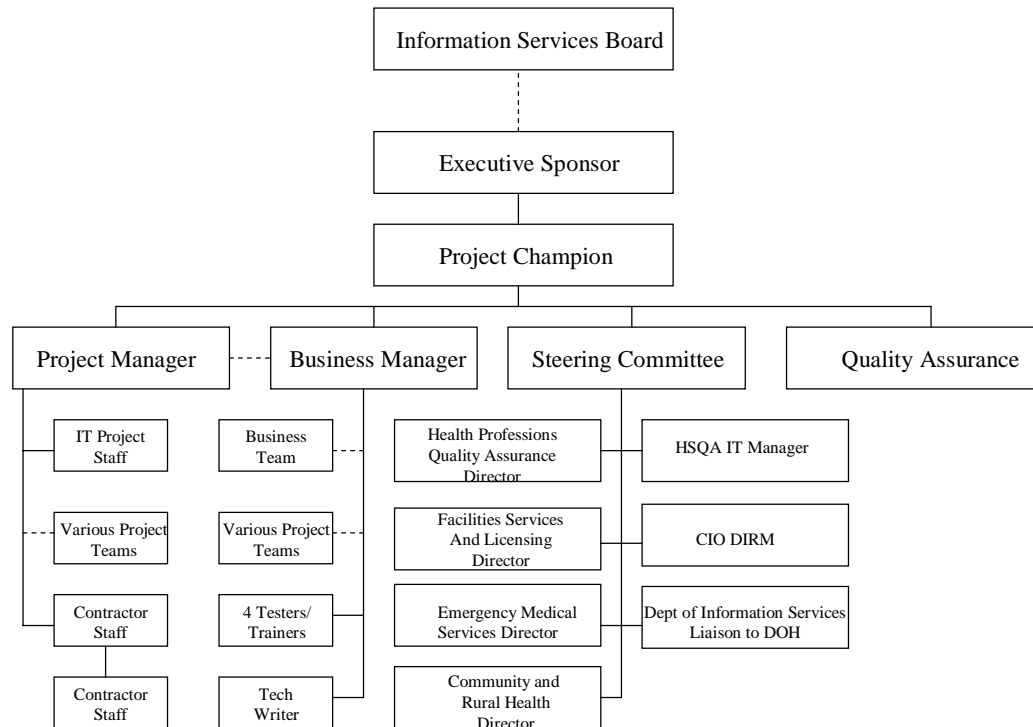 Information Services Board
Executive Sponsor
Project Champion
Project Manager
Business Manager
Steering Committee
Quality Assurance
IT Project
Staff
Various Project
Teams
Contractor
Staff
Contractor
Staff
Business
Team
Various Project
Teams
4 Testers/
Trainers
Tech
Writer
Health Professions
Quality Assurance
Director
Facilities Services
And Licensing
Director
Emergency Medical
Services Director
Community and
Rural Health
Director
HSQA IT Manager
CIO DIRM
Dept of Information Services
Liaison to DOH